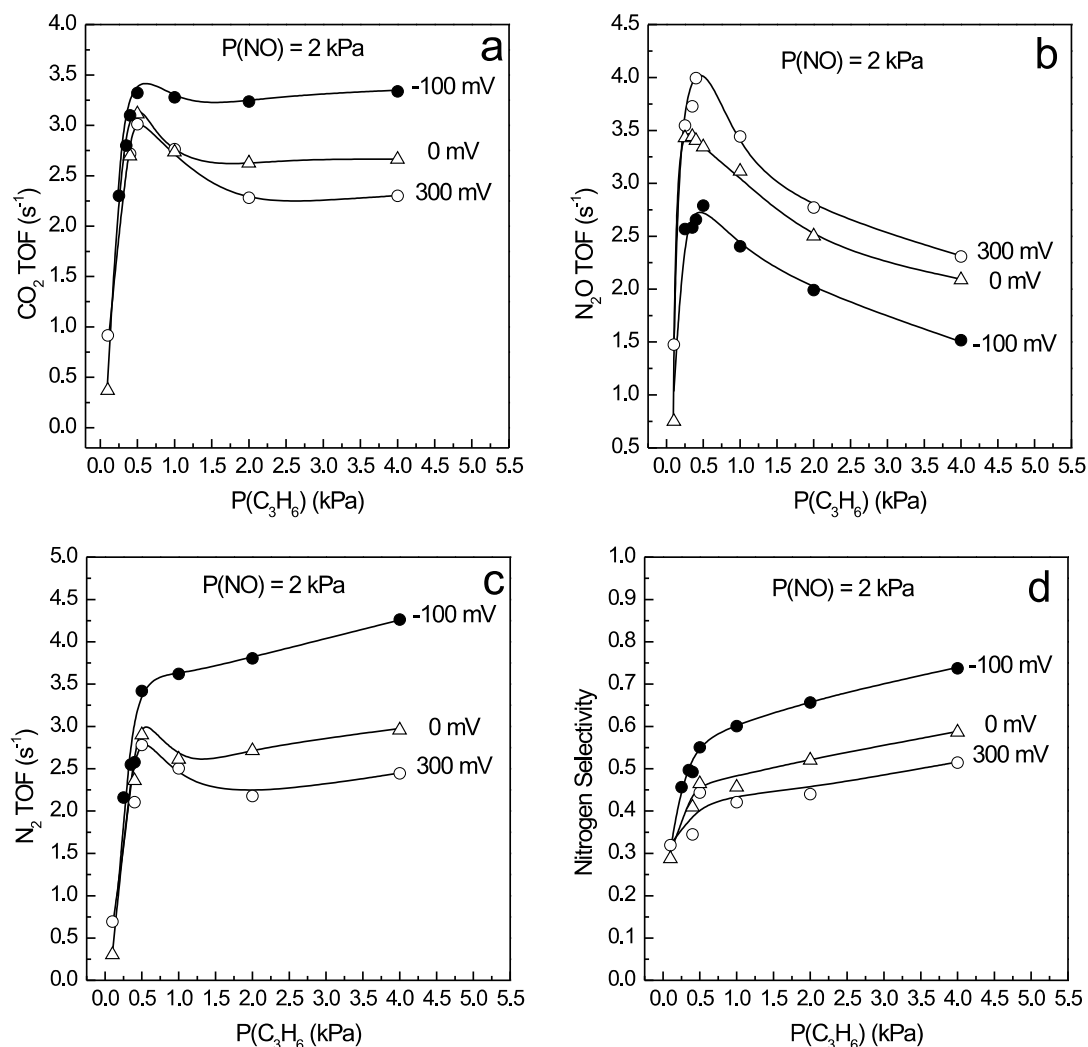 a
P(NO) = 2 kPa
4.0
3.5
3.0
2.5
2.0
1.5
1.0
0.5
0.0
CO₂ TOF (s⁻¹)
-100 mV
0 mV
300 mV
0.0 0.5 1.0 1.5 2.0 2.5 3.0 3.5 4.0 4.5 5.0 5.5
P(C₃H₆) (kPa)
b
P(NO) = 2 kPa
4.5
4.0
3.5
3.0
2.5
2.0
1.5
1.0
0.5
N₂O TOF (s⁻¹)
300 mV
0 mV
-100 mV
0.0 0.5 1.0 1.5 2.0 2.5 3.0 3.5 4.0 4.5 5.0 5.5
P(C₃H₆) (kPa)
c
P(NO) = 2 kPa
5.0
4.5
4.0
3.5
3.0
2.5
2.0
1.5
1.0
0.5
0.0
N₂ TOF (s⁻¹)
-100 mV
0 mV
300 mV
0.0 0.5 1.0 1.5 2.0 2.5 3.0 3.5 4.0 4.5 5.0 5.5
P(C₃H₆ (kPa)
d
P(NO) = 2 kPa
1.0
0.9
0.8
0.7
0.6
0.5
0.4
0.3
0.2
0.1
0.0
Nitrogen Selectivity
-100 mV
0 mV
300 mV
0.0 0.5 1.0 1.5 2.0 2.5 3.0 3.5 4.0 4.5 5.0 5.5
P(C₃H₆) (kPa)